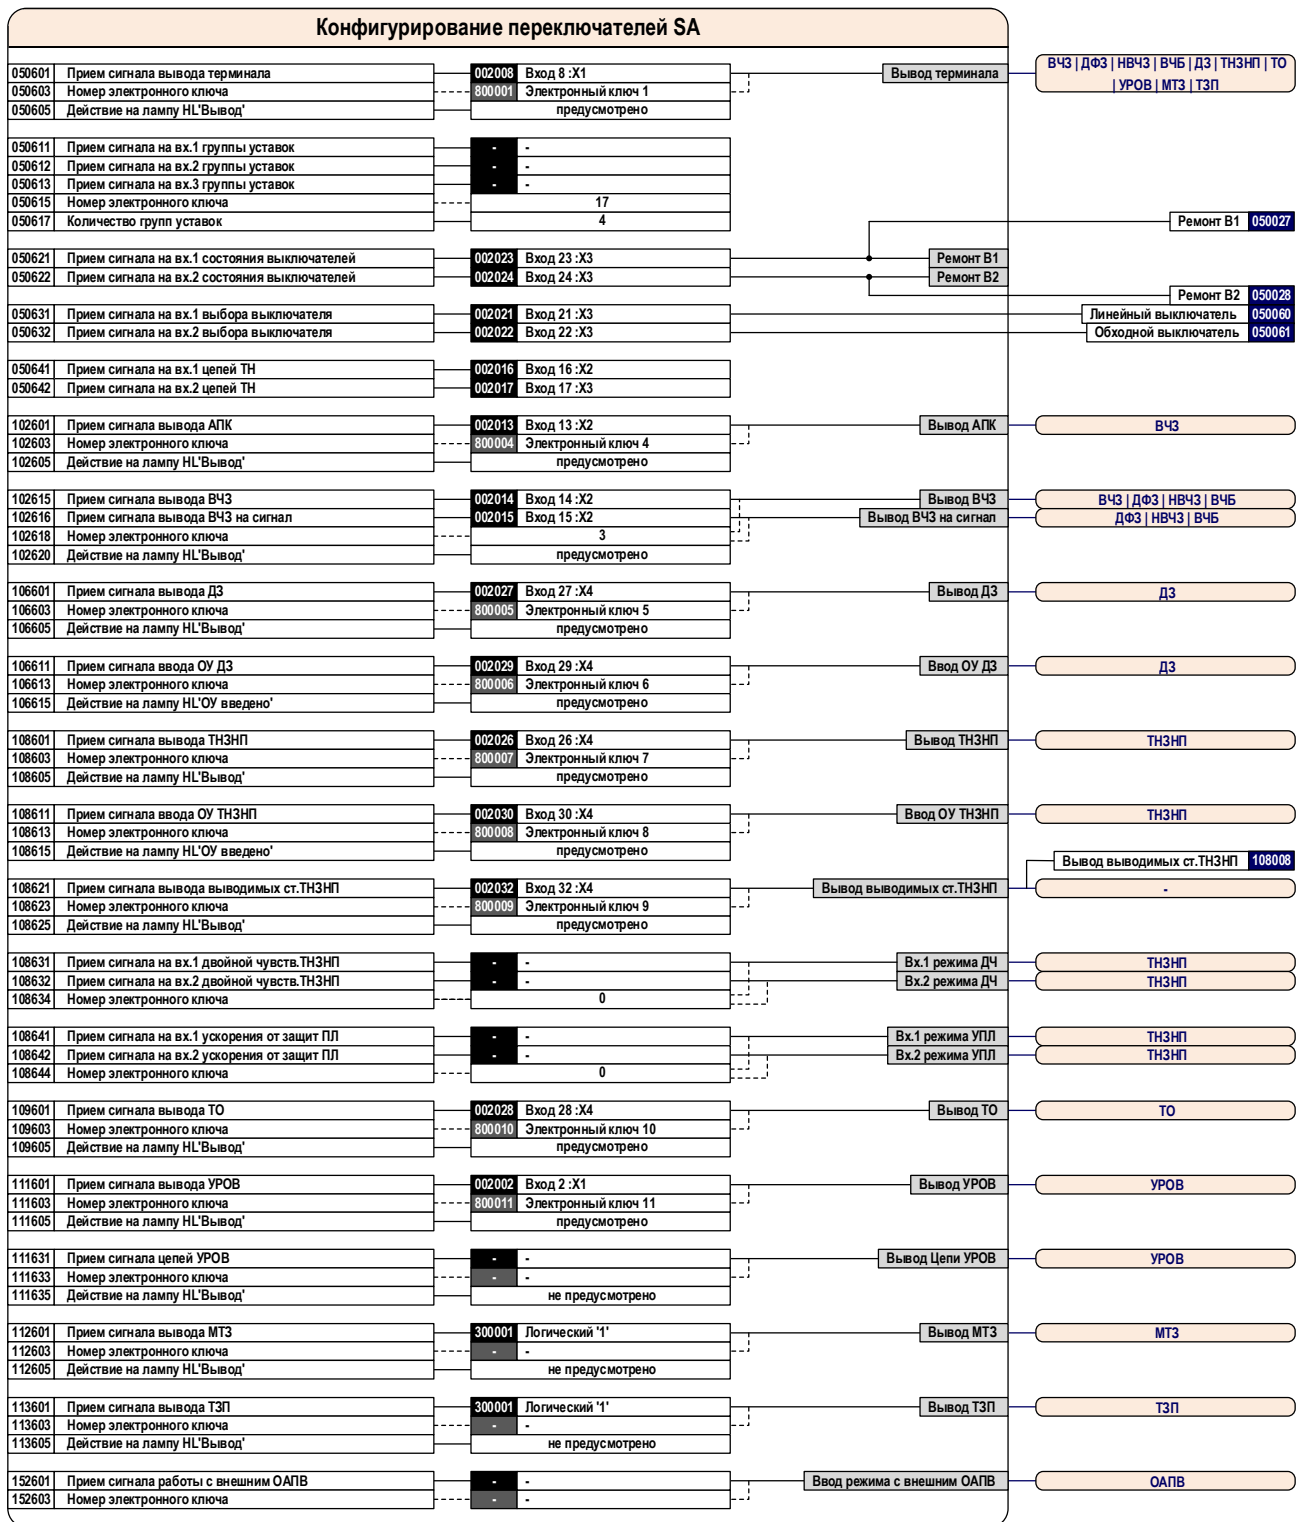 Конфигурирование переключателей SA
050601 Прием сигнала вывода терминала 002008 Вход 8 :X1 Вывод терминала ВЧЗ | ДФЗ | НВЧЗ | ВЧБ | ДЗ | ТНЗНП | ТО
| УРОВ | МТЗ | ТЗП
050603 Номер электронного ключа 800001 Электронный ключ 1
050605 Действие на лампу HL'Вывод' предусмотрено
050611 Прием сигнала на вх.1 группы уставок - -
050612 Прием сигнала на вх.2 группы уставок - -
050613 Прием сигнала на вх.3 группы уставок - -
050615 Номер электронного ключа 17
050617 Количество групп уставок 4
Ремонт В1 050027
050621 Прием сигнала на вх.1 состояния выключателей 002023 Вход 23 :X3 Ремонт В1
050622 Прием сигнала на вх.2 состояния выключателей 002024 Вход 24 :X3 Ремонт В2
Ремонт В2 050028
050631 Прием сигнала на вх.1 выбора выключателя 002021 Вход 21 :X3 Линейный выключатель 050060
050632 Прием сигнала на вх.2 выбора выключателя 002022 Вход 22 :X3 Обходной выключатель 050061
050641 Прием сигнала на вх.1 цепей ТН 002016 Вход 16 :X2
050642 Прием сигнала на вх.2 цепей ТН 002017 Вход 17 :X3
102601 Прием сигнала вывода АПК 002013 Вход 13 :X2 Вывод АПК ВЧЗ
102603 Номер электронного ключа 800004 Электронный ключ 4
102605 Действие на лампу HL'Вывод' предусмотрено
102615 Прием сигнала вывода ВЧЗ 002014 Вход 14 :X2 Вывод ВЧЗ ВЧЗ | ДФЗ | НВЧЗ | ВЧБ
102616 Прием сигнала вывода ВЧЗ на сигнал 002015 Вход 15 :X2 Вывод ВЧЗ на сигнал ДФЗ | НВЧЗ | ВЧБ
102618 Номер электронного ключа 3
102620 Действие на лампу HL'Вывод' предусмотрено
106601 Прием сигнала вывода ДЗ 002027 Вход 27 :X4 Вывод ДЗ ДЗ
106603 Номер электронного ключа 800005 Электронный ключ 5
106605 Действие на лампу HL'Вывод' предусмотрено
106611 Прием сигнала ввода ОУ ДЗ 002029 Вход 29 :X4 Ввод ОУ ДЗ ДЗ
106613 Номер электронного ключа 800006 Электронный ключ 6
106615 Действие на лампу HL'ОУ введено' предусмотрено
108601 Прием сигнала вывода ТНЗНП 002026 Вход 26 :X4 Вывод ТНЗНП ТНЗНП
108603 Номер электронного ключа 800007 Электронный ключ 7
108605 Действие на лампу HL'Вывод' предусмотрено
108611 Прием сигнала ввода ОУ ТНЗНП 002030 Вход 30 :X4 Ввод ОУ ТНЗНП ТНЗНП
108613 Номер электронного ключа 800008 Электронный ключ 8
108615 Действие на лампу HL'ОУ введено' предусмотрено
Вывод выводимых ст.ТНЗНП 108008
108621 Прием сигнала вывода выводимых ст.ТНЗНП 002032 Вход 32 :X4 Вывод выводимых ст.ТНЗНП -
108623 Номер электронного ключа 800009 Электронный ключ 9
108625 Действие на лампу HL'Вывод' предусмотрено
108631 Прием сигнала на вх.1 двойной чувств.ТНЗНП - - Вх.1 режима ДЧ ТНЗНП
108632 Прием сигнала на вх.2 двойной чувств.ТНЗНП - - Вх.2 режима ДЧ ТНЗНП
108634 Номер электронного ключа 0
108641 Прием сигнала на вх.1 ускорения от защит ПЛ - - Вх.1 режима УПЛ ТНЗНП
108642 Прием сигнала на вх.2 ускорения от защит ПЛ - - Вх.2 режима УПЛ ТНЗНП
108644 Номер электронного ключа 0
109601 Прием сигнала вывода ТО 002028 Вход 28 :X4 Вывод ТО ТО
109603 Номер электронного ключа 800010 Электронный ключ 10
109605 Действие на лампу HL'Вывод' предусмотрено
111601 Прием сигнала вывода УРОВ 002002 Вход 2 :X1 Вывод УРОВ УРОВ
111603 Номер электронного ключа 800011 Электронный ключ 11
111605 Действие на лампу HL'Вывод' предусмотрено
111631 Прием сигнала цепей УРОВ - - Вывод Цепи УРОВ УРОВ
111633 Номер электронного ключа - -
111635 Действие на лампу HL'Вывод' не предусмотрено
112601 Прием сигнала вывода МТЗ 300001 Логический '1' Вывод МТЗ МТЗ
112603 Номер электронного ключа - -
112605 Действие на лампу HL'Вывод' не предусмотрено
113601 Прием сигнала вывода ТЗП 300001 Логический '1' Вывод ТЗП ТЗП
113603 Номер электронного ключа - -
113605 Действие на лампу HL'Вывод' не предусмотрено
152601 Прием сигнала работы с внешним ОАПВ - - Ввод режима с внешним ОАПВ ОАПВ
152603 Номер электронного ключа - -